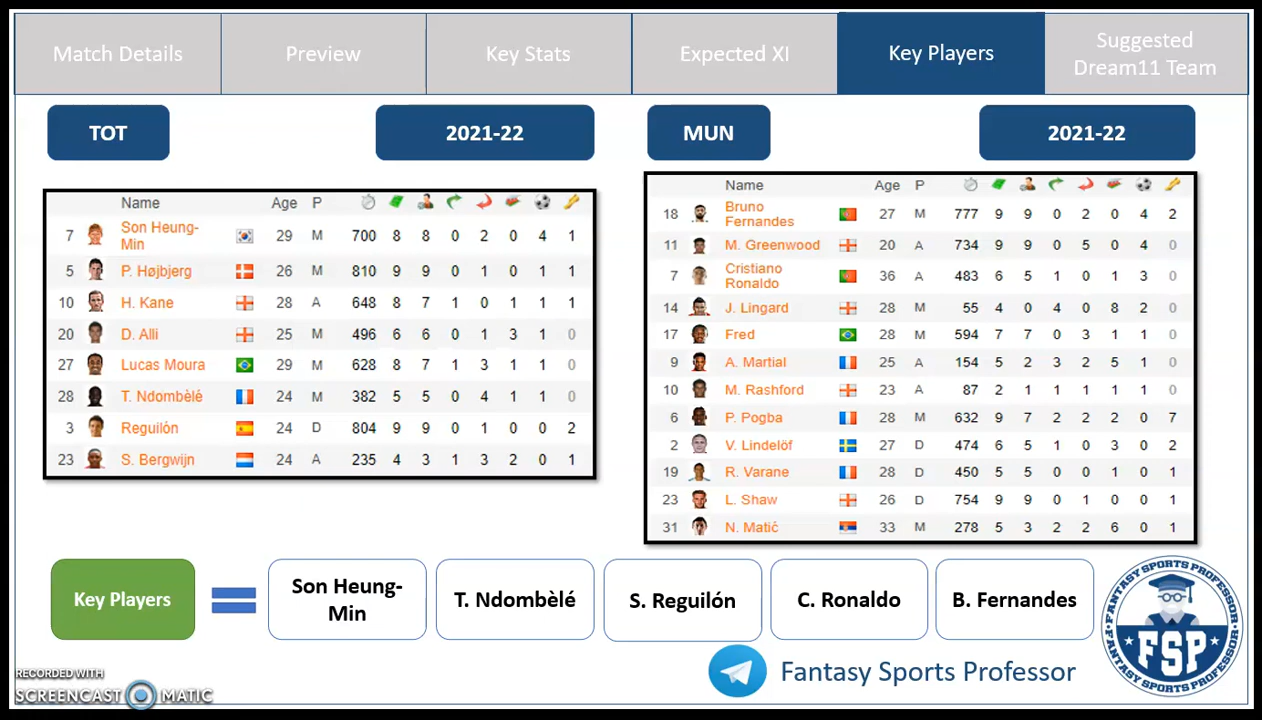 Match Details
Preview
Key Stats
Expected XI
Key Players
Suggested
Dream11 Team
TOT
2021-22
MUN
2021-22
Name Age P
7 Son Heung-
Min 29 M 700 8 8 0 2 0 4 1
5 P. Højbjerg 26 M 810 9 9 0 1 0 1 1
10 H. Kane 28 A 648 8 7 1 0 1 1 1
20 D. Alli 25 M 496 6 6 0 1 3 1 0
27 Lucas Moura 29 M 628 8 7 1 3 1 1 0
28 T. Ndombèlé 24 M 382 5 5 0 4 1 1 0
3 Reguilón 24 D 804 9 9 0 1 0 0 2
23 S. Bergwijn 24 A 235 4 3 1 3 2 0 1
Name Age P
18 Bruno
Fernandes 27 M 777 9 9 0 2 0 4 2
11 M. Greenwood 20 A 734 9 9 0 5 0 4 0
7 Cristiano
Ronaldo 36 A 483 6 5 1 0 1 3 0
14 J. Lingard 28 M 55 4 0 4 0 8 2 0
17 Fred 28 M 594 7 7 0 3 1 1 0
9 A. Martial 25 A 154 5 2 3 2 5 1 0
10 M. Rashford 23 A 87 2 1 1 1 1 1 0
6 P. Pogba 28 M 632 9 7 2 2 2 0 7
2 V. Lindelöf 27 D 474 6 5 1 0 3 0 2
19 R. Varane 28 D 450 5 5 0 0 1 0 1
23 L. Shaw 26 D 754 9 9 0 1 0 0 1
31 N. Matić 33 M 278 5 3 2 2 6 0 1
Key Players
Son Heung-
Min
T. Ndombèlé
S. Reguilón
C. Ronaldo
B. Fernandes
Fantasy Sports Professor
FANTASY SPORTS PROFESSOR
FSP
FANTASY SPORTS PROFESSOR
RECORDED WITH
SCREENCAST MATIC